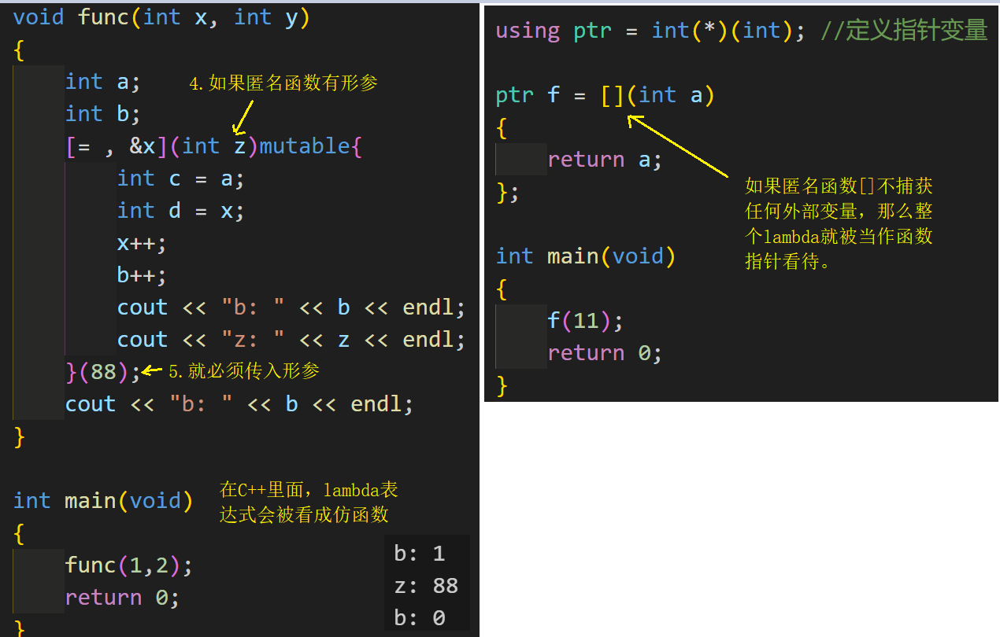 void func(int x, int y)
{
int a;
4.如果匿名函数有形参
int b;
[= , &x](int z)mutable{
int c = a;
int d = x;
x++;
b++;
cout << "b: " << b << endl;
cout << "z: " << z << endl;
}(88);
5.就必须传入形参
cout << "b: " << b << endl;
}
int main(void)
在C++里面，lambda表
达式会被看成仿函数
{
func(1,2);
return 0;
}
b: 1
z: 88
b: 0
using ptr = int(*)(int); //定义指针变量
ptr f = [](int a)
{
return a;
};
如果匿名函数[]不捕获
任何外部变量，那么整
个lambda就被当作函数
指针看待。
int main(void)
{
f(11);
return 0;
}